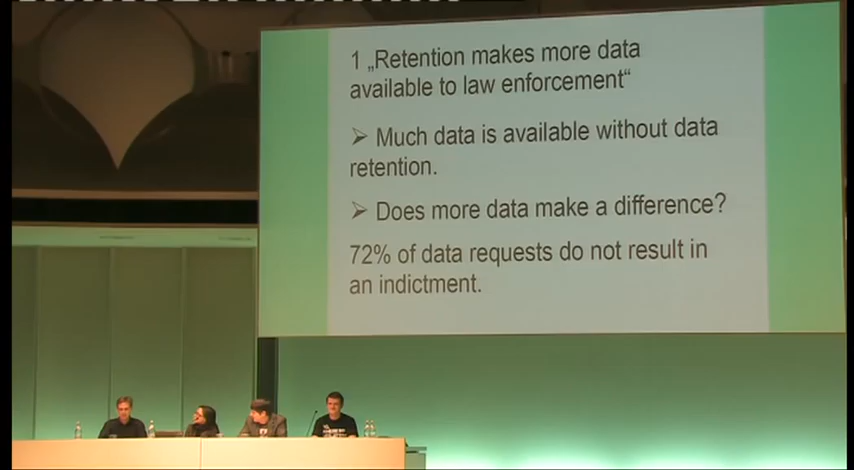 1 „Retention makes more data
available to law enforcement“
➢ Much data is available without data
retention.
➢ Does more data make a difference?
72% of data requests do not result in
an indictment.